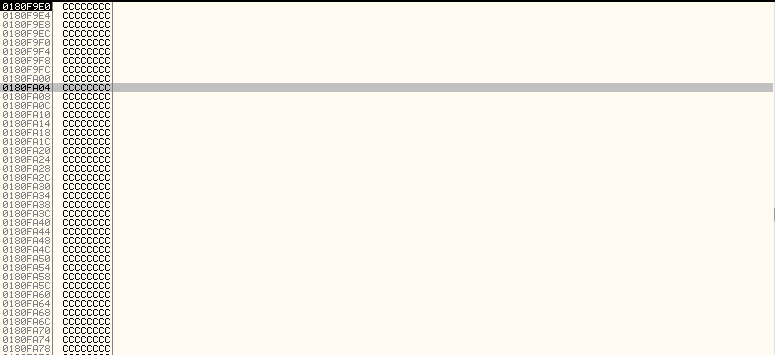 0180F9E0 CCCCCCCC
0180F9E4 CCCCCCCC
0180F9E8 CCCCCCCC
0180F9EC CCCCCCCC
0180F9F0 CCCCCCCC
0180F9F4 CCCCCCCC
0180F9F8 CCCCCCCC
0180F9FC CCCCCCCC
0180FA00 CCCCCCCC
0180FA04 CCCCCCCC
0180FA08 CCCCCCCC
0180FA0C CCCCCCCC
0180FA10 CCCCCCCC
0180FA14 CCCCCCCC
0180FA18 CCCCCCCC
0180FA1C CCCCCCCC
0180FA20 CCCCCCCC
0180FA24 CCCCCCCC
0180FA28 CCCCCCCC
0180FA2C CCCCCCCC
0180FA30 CCCCCCCC
0180FA34 CCCCCCCC
0180FA38 CCCCCCCC
0180FA3C CCCCCCCC
0180FA40 CCCCCCCC
0180FA44 CCCCCCCC
0180FA48 CCCCCCCC
0180FA4C CCCCCCCC
0180FA50 CCCCCCCC
0180FA54 CCCCCCCC
0180FA58 CCCCCCCC
0180FA5C CCCCCCCC
0180FA60 CCCCCCCC
0180FA64 CCCCCCCC
0180FA68 CCCCCCCC
0180FA6C CCCCCCCC
0180FA70 CCCCCCCC
0180FA74 CCCCCCCC
0180FA78 CCCCCCCC